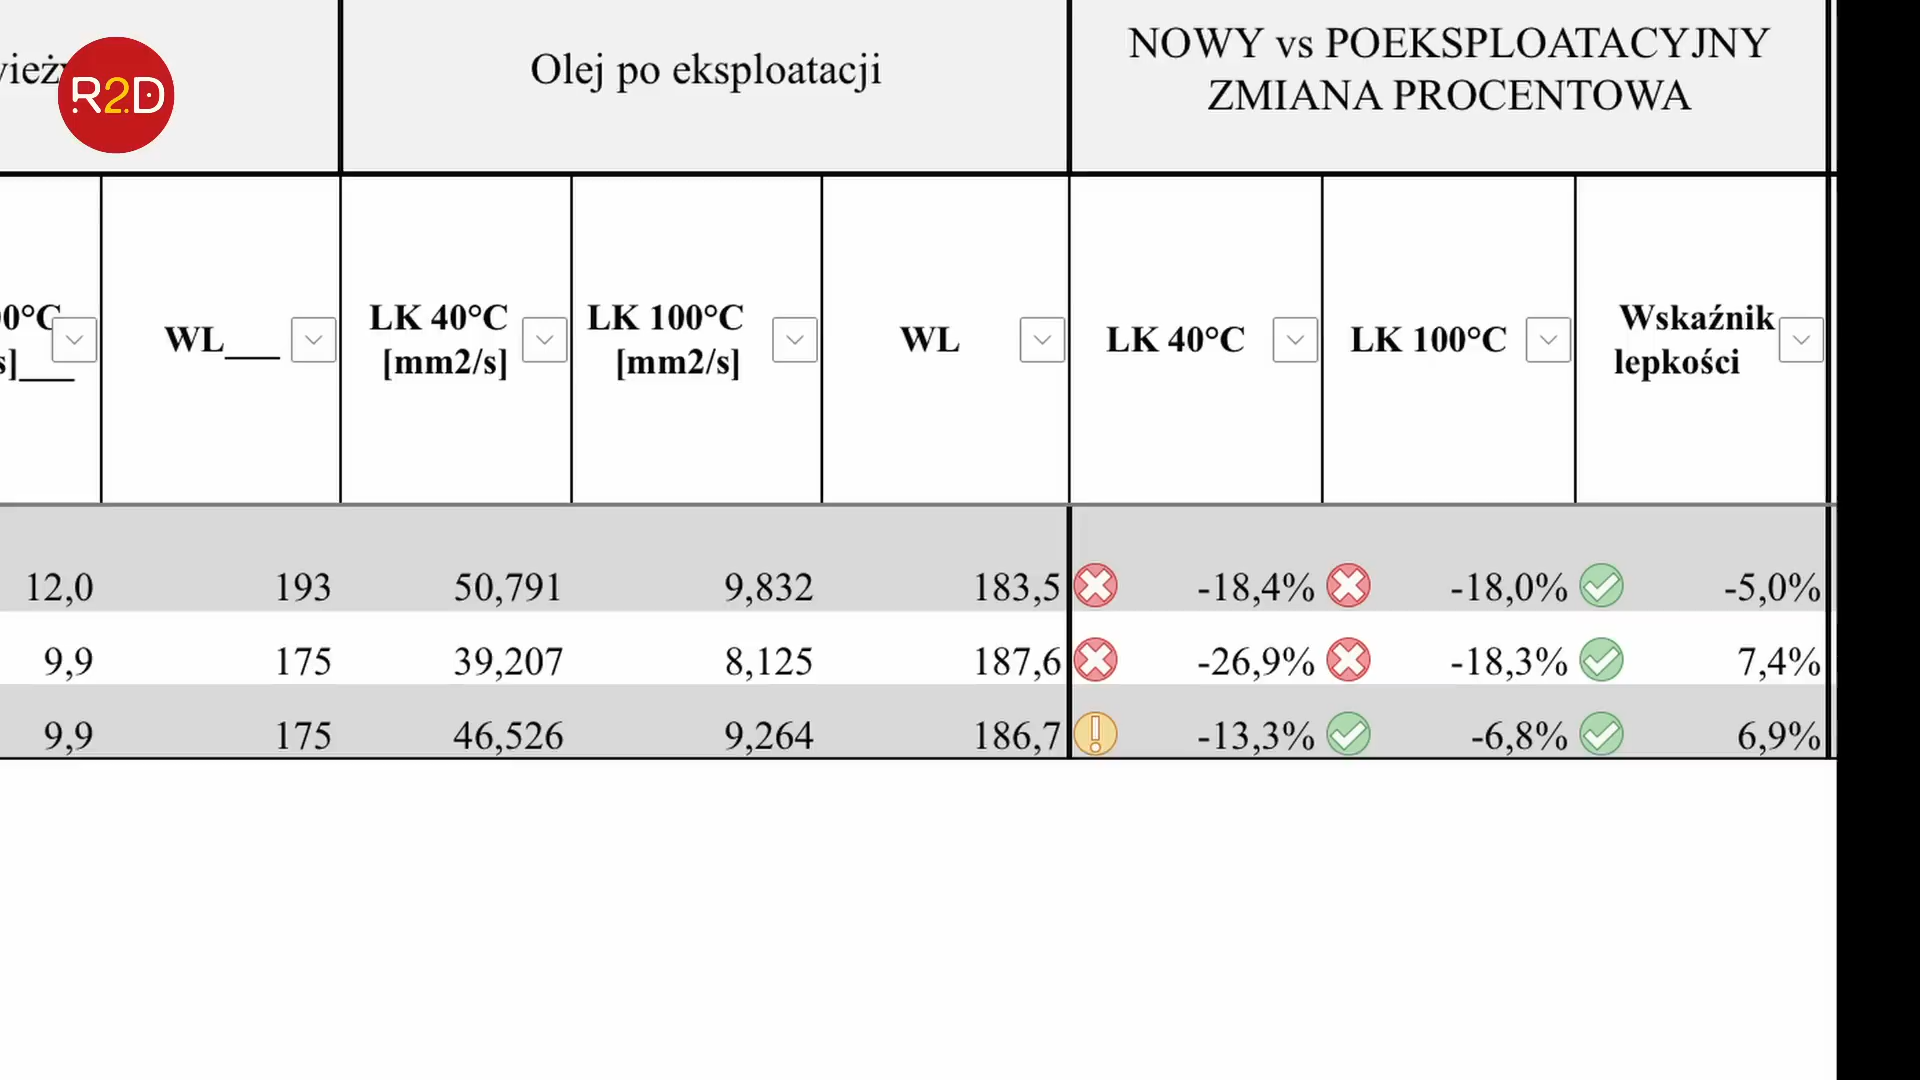 R2D
Olej po eksploatacji
NOWY vs POEKSPLOATACYJNY
ZMIANA PROCENTOWA
0°C
s]___
WL___
LK 40°C
[mm2/s]
LK 100°C
[mm2/s]
WL
LK 40°C
LK 100°C
Wskaźnik
lepkości
12,0 193 50,791 9,832 183,5 -18,4% -18,0% -5,0%
9,9 175 39,207 8,125 187,6 -26,9% -18,3% 7,4%
9,9 175 46,526 9,264 186,7 -13,3% -6,8% 6,9%